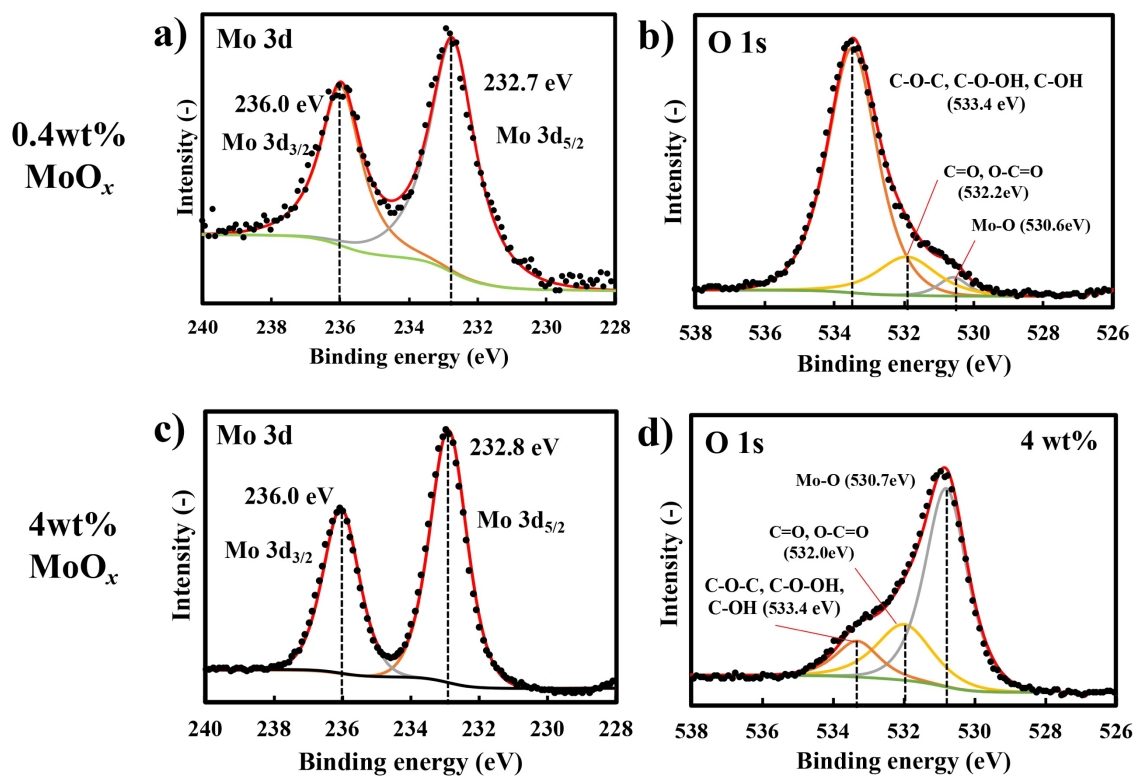 0.4wt%
MoOₓ
a)
Mo 3d
236.0 eV
Mo 3d₃/₂
232.7 eV
Mo 3d₅/₂
Intensity (-)
240 238 236 234 232 230 228
Binding energy (eV)
b)
O 1s
C-O-C, C-O-OH, C-OH
(533.4 eV)
C=O, O-C=O
(532.2eV)
Mo-O (530.6eV)
Intensity (-)
538 536 534 532 530 528 526
Binding energy (eV)
4wt%
MoOₓ
c)
Mo 3d
236.0 eV
Mo 3d₃/₂
232.8 eV
Mo 3d₅/₂
Intensity (-)
240 238 236 234 232 230 228
Binding energy (eV)
d)
O 1s
4 wt%
Mo-O (530.7eV)
C=O, O-C=O
(532.0eV)
C-O-C, C-O-OH,
C-OH (533.4 eV)
Intensity (-)
538 536 534 532 530 528 526
Binding energy (eV)